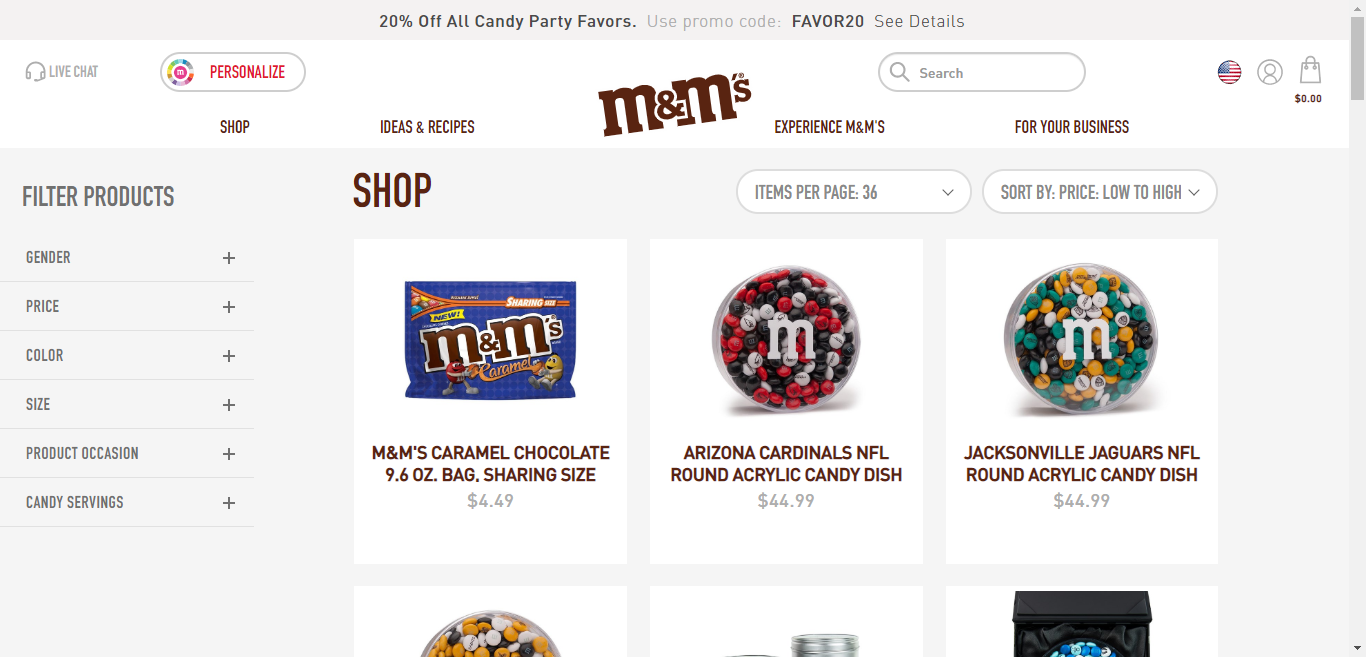 20% Off All Candy Party Favors. Use promo code: FAVOR20 See Details
LIVE CHAT
PERSONALIZE
m&m's®
Search
$0.00
SHOP
IDEAS & RECIPES
EXPERIENCE M&M'S
FOR YOUR BUSINESS
FILTER PRODUCTS
GENDER
PRICE
COLOR
SIZE
PRODUCT OCCASION
CANDY SERVINGS
SHOP
ITEMS PER PAGE: 36
SORT BY: PRICE: LOW TO HIGH
SHARING SIZE
NEW!
m&m's
Caramel
M&M'S CARAMEL CHOCOLATE
9.6 OZ. BAG, SHARING SIZE
$4.49
m
ARIZONA CARDINALS NFL
ROUND ACRYLIC CANDY DISH
$44.99
m
JACKSONVILLE JAGUARS NFL
ROUND ACRYLIC CANDY DISH
$44.99